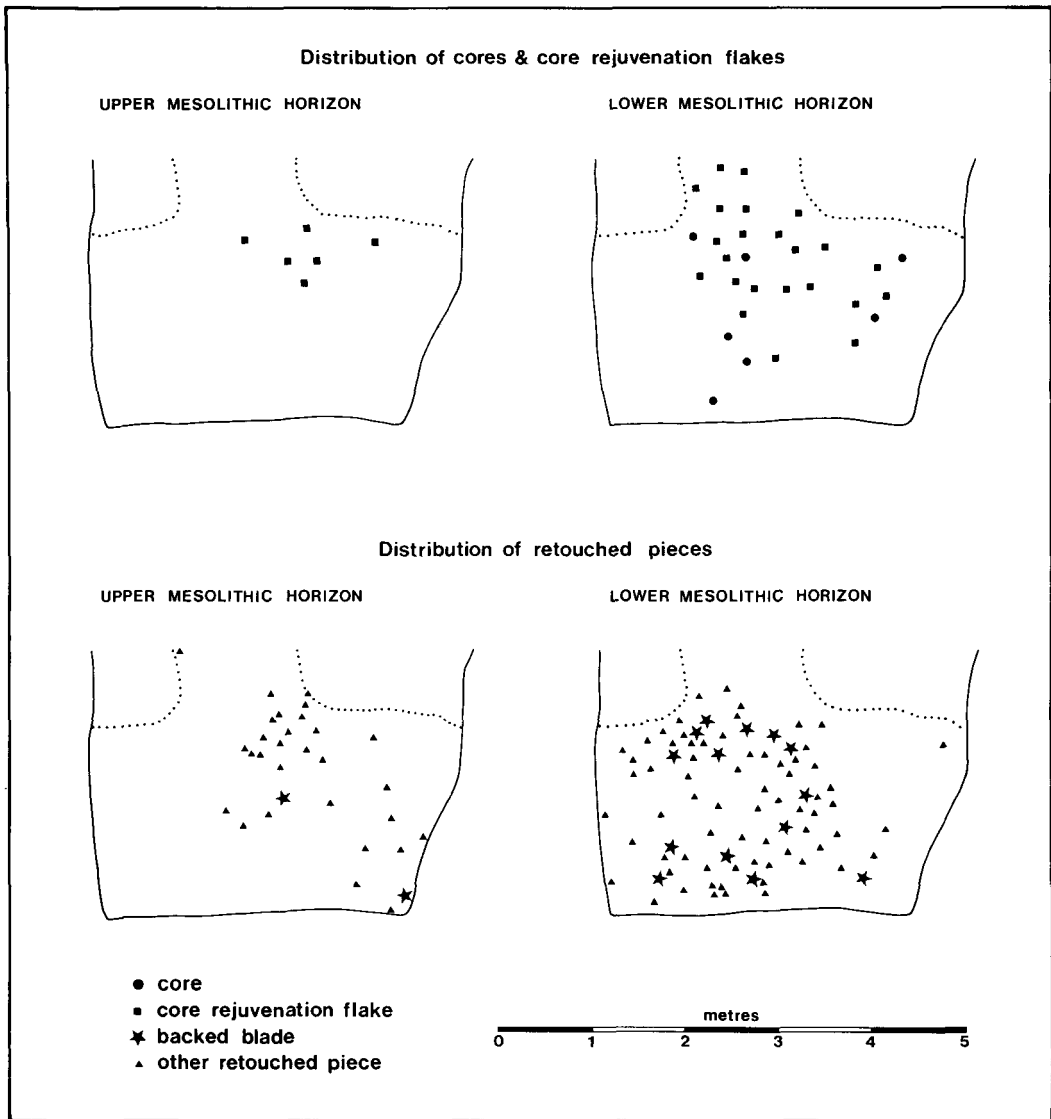 Distribution of cores & core rejuvenation flakes
UPPER MESOLITHIC HORIZON
LOWER MESOLITHIC HORIZON
Distribution of retouched pieces
UPPER MESOLITHIC HORIZON
LOWER MESOLITHIC HORIZON
core
core rejuvenation flake
backed blade
other retouched piece
metres
0 1 2 3 4 5